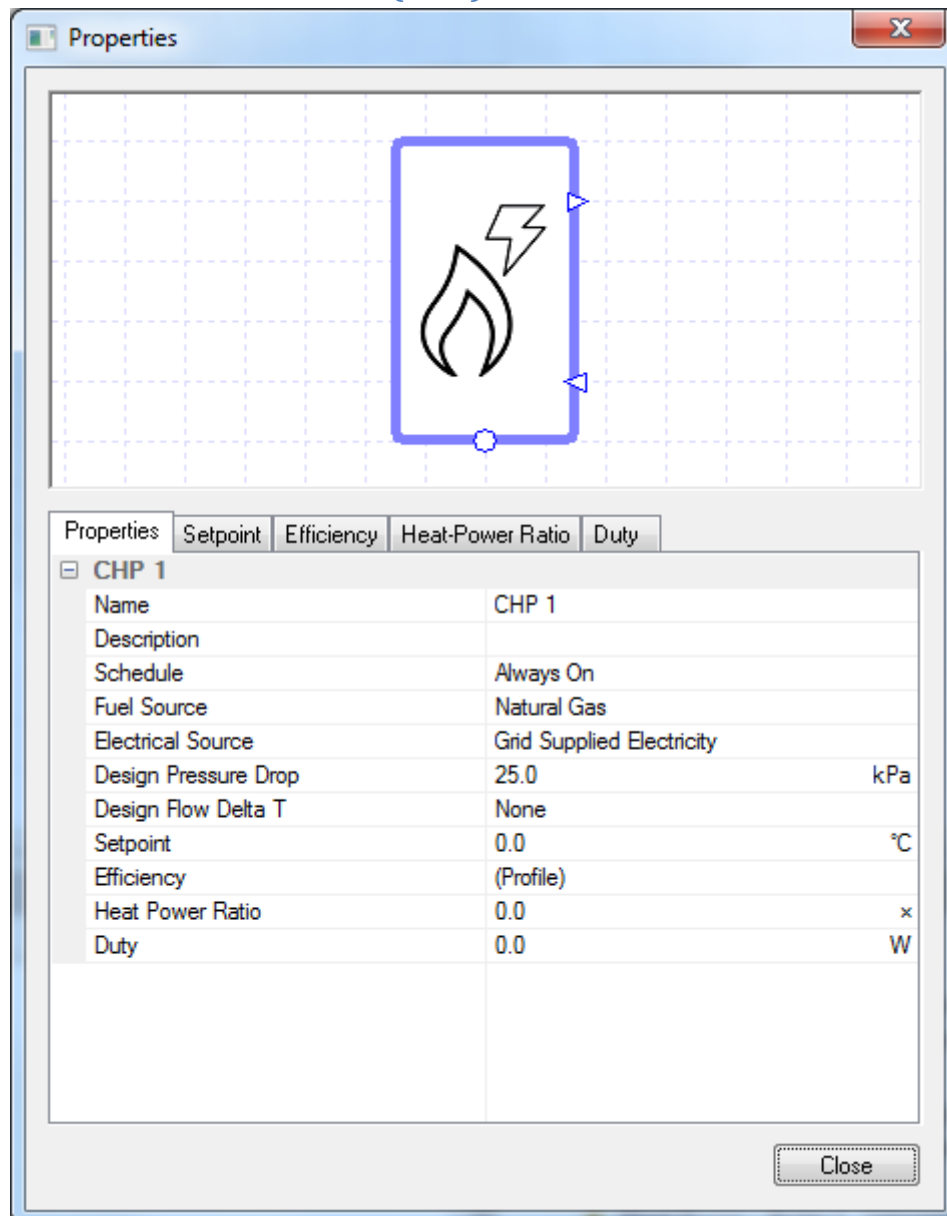 Properties
Properties Setpoint Efficiency Heat-Power Ratio Duty
CHP 1
Name CHP 1
Description
Schedule Always On
Fuel Source Natural Gas
Electrical Source Grid Supplied Electricity
Design Pressure Drop 25.0 kPa
Design Flow Delta T None
Setpoint 0.0 °C
Efficiency (Profile)
Heat Power Ratio 0.0 ×
Duty 0.0 W
Close